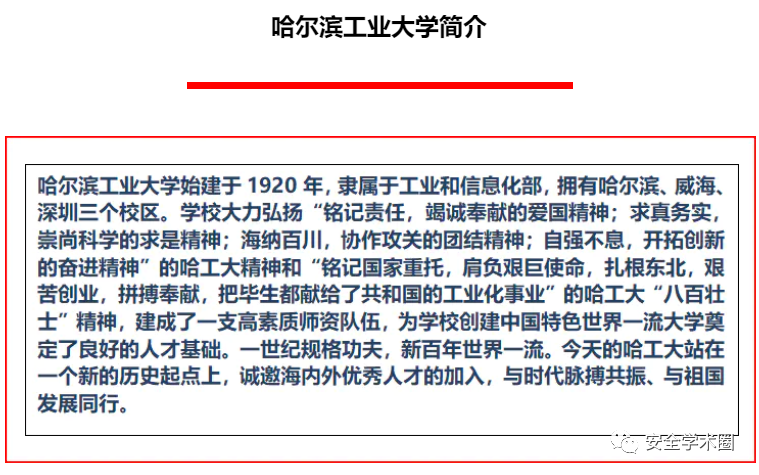 哈尔滨工业大学简介
哈尔滨工业大学始建于 1920 年，隶属于工业和信息化部，拥有哈尔滨、威海、
深圳三个校区。学校大力弘扬“铭记责任，竭诚奉献的爱国精神；求真务实，
崇尚科学的求是精神；海纳百川，协作攻关的团结精神；自强不息，开拓创新
的奋进精神”的哈工大精神和“铭记国家重托，肩负艰巨使命，扎根东北，艰
苦创业，拼搏奉献，把毕生都献给了共和国的工业化事业”的哈工大“八百壮
士”精神，建成了一支高素质师资队伍，为学校创建中国特色世界一流大学奠
定了良好的人才基础。一世纪规格功夫，新百年世界一流。今天的哈工大站在
一个新的历史起点上，诚邀海内外优秀人才的加入，与时代脉搏共振、与祖国
发展同行。
安全学术圈